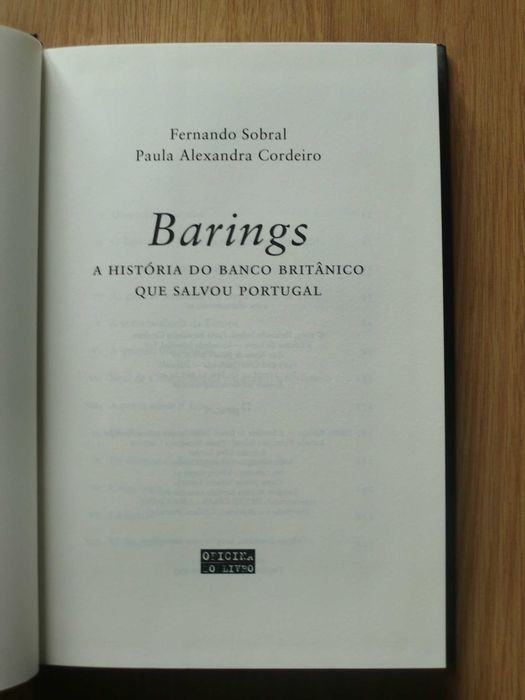 Fernando Sobral
Paula Alexandra Cordeiro
Barings
A HISTÓRIA DO BANCO BRITÂNICO
QUE SALVOU PORTUGAL
OFICINA
DO LIVRO